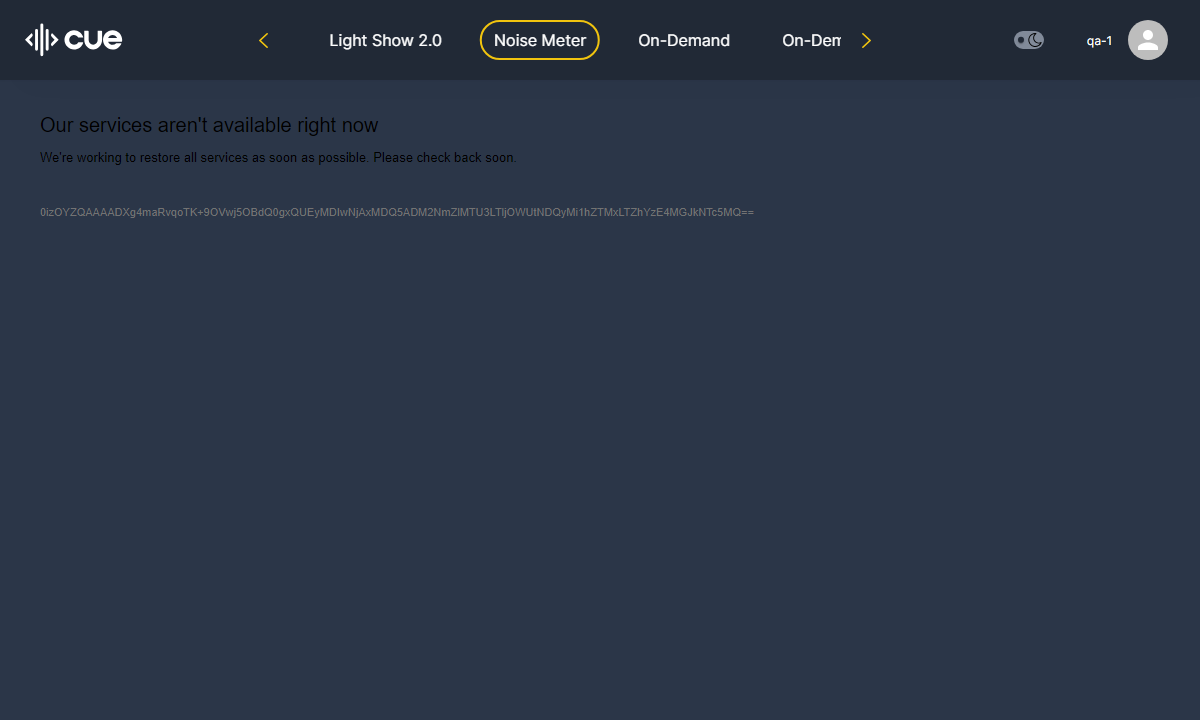 cue
Light Show 2.0
Noise Meter
On-Demand
On-Dem
qa-1
Our services aren't available right now
We're working to restore all services as soon as possible. Please check back soon.
0izOYZQAAAADXg4maRvqoTK+9OVwj5OBdQ0gxQUEyMDIwNjAxMDQ5ADM2NmZlMTU3LTljOWUtNDQyMi1hZTMxLTZhYzE4MGJkNTc5MQ==